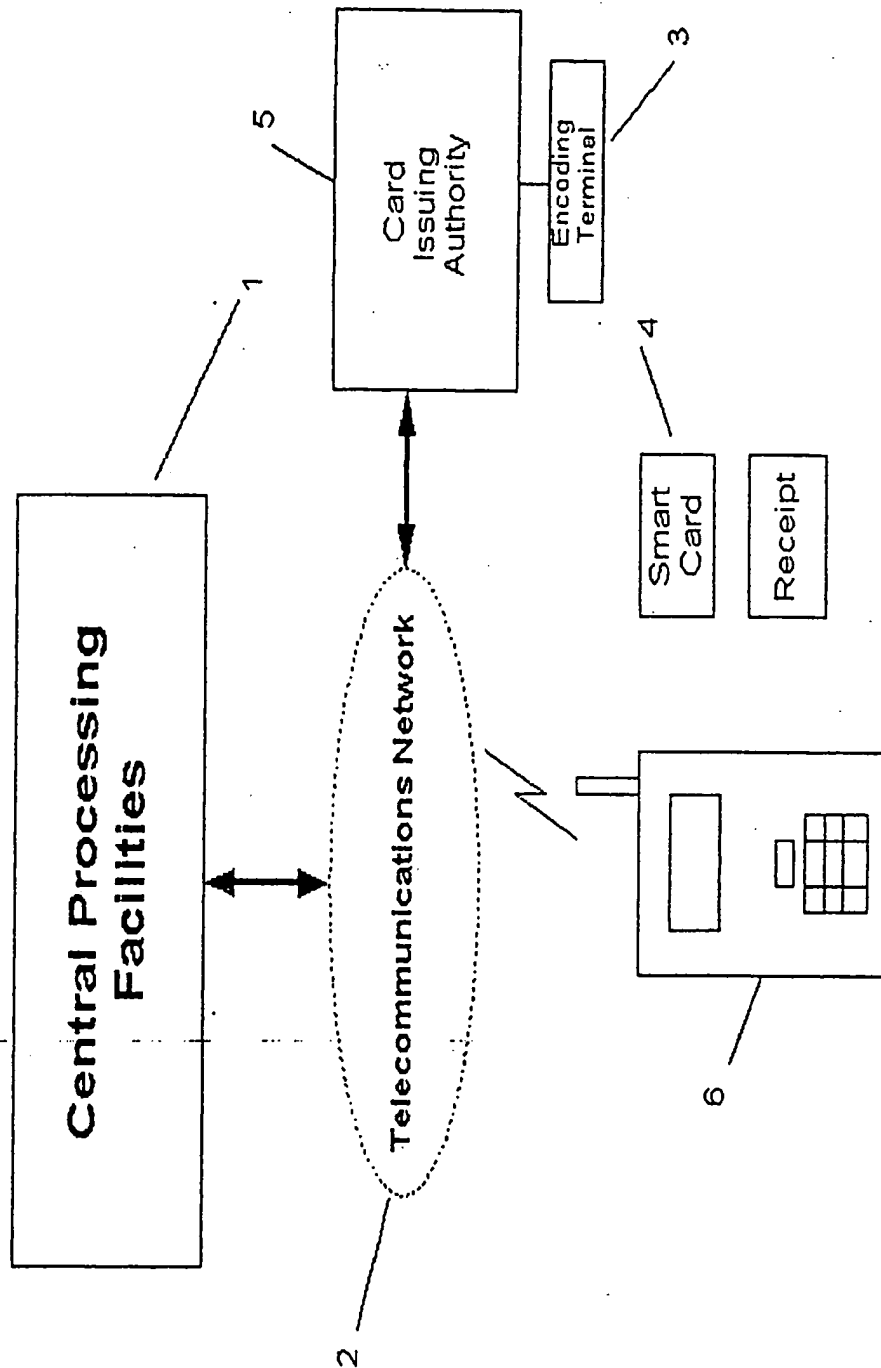 Central Processing
Facilities
1
2
Telecommunications Network
5
Card
Issuing
Authority
Encoding
Terminal
3
4
Smart
Card
Receipt
6